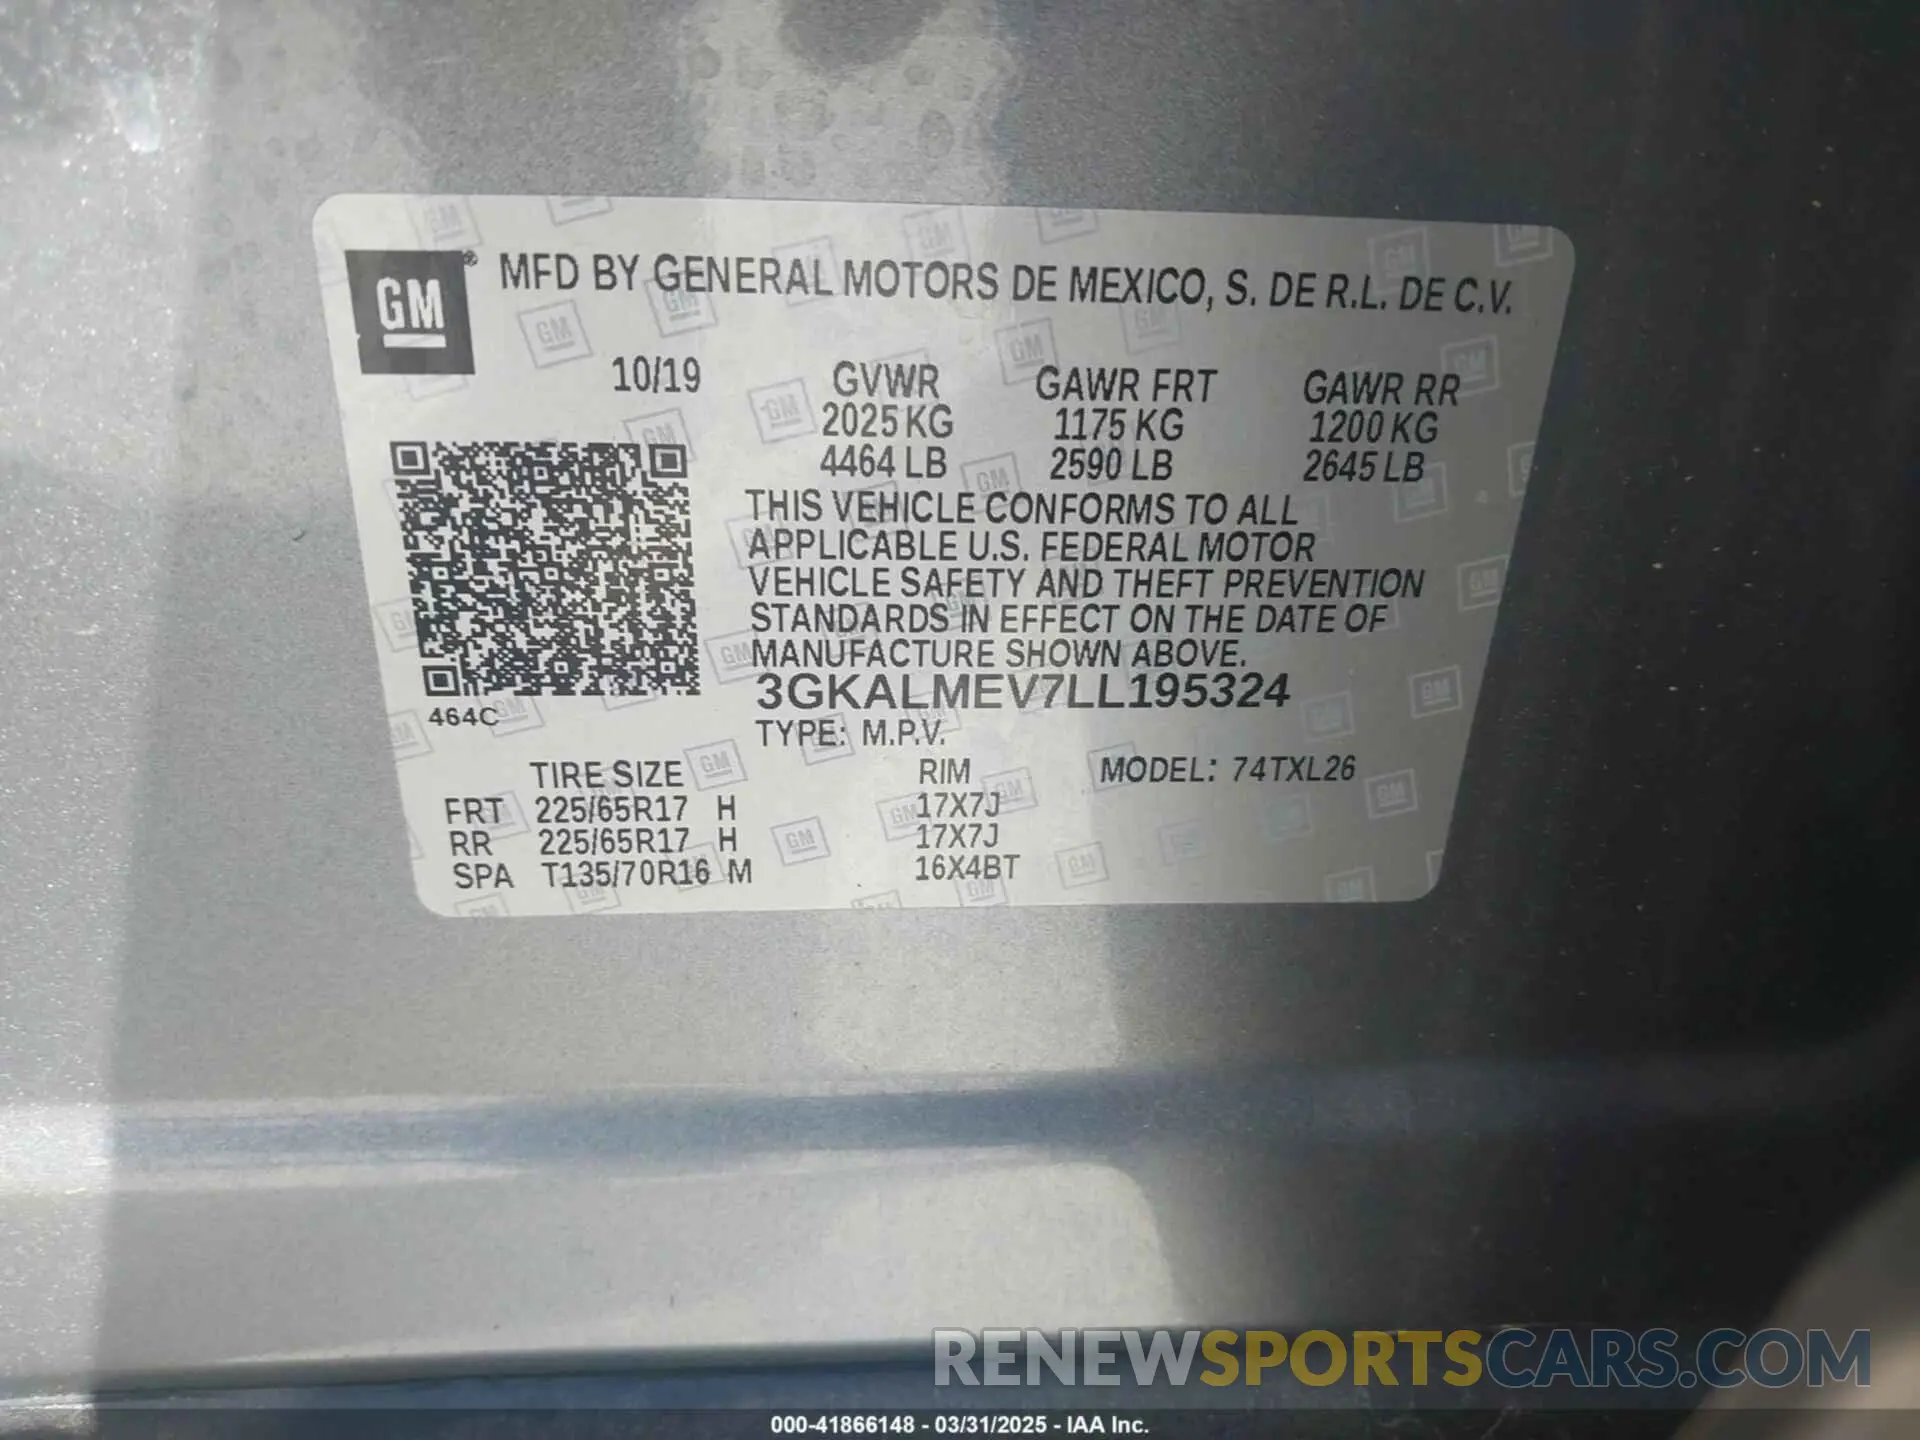 GM® MFD BY GENERAL MOTORS DE MEXICO, S. DE R.L. DE C.V.
10/19 GVWR GAWR FRT GAWR RR
2025 KG 1175 KG 1200 KG
4464 LB 2590 LB 2645 LB
THIS VEHICLE CONFORMS TO ALL
APPLICABLE U.S. FEDERAL MOTOR
VEHICLE SAFETY AND THEFT PREVENTION
STANDARDS IN EFFECT ON THE DATE OF
MANUFACTURE SHOWN ABOVE.
3GKALMEV7LL195324
464C
TYPE: M.P.V.
TIRE SIZE RIM MODEL: 74TXL26
FRT 225/65R17 H 17X7J
RR 225/65R17 H 17X7J
SPA T135/70R16 M 16X4BT
RENEWSPORTSCARS.COM
000-41866148 - 03/31/2025 - IAA Inc.